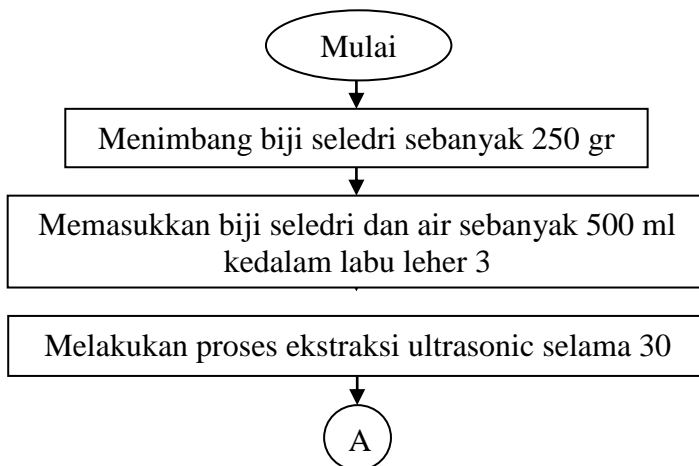 Mulai
Menimbang biji seledri sebanyak 250 gr
Memasukkan biji seledri dan air sebanyak 500 ml
kedalam labu leher 3
Melakukan proses ekstraksi ultrasonic selama 30
A